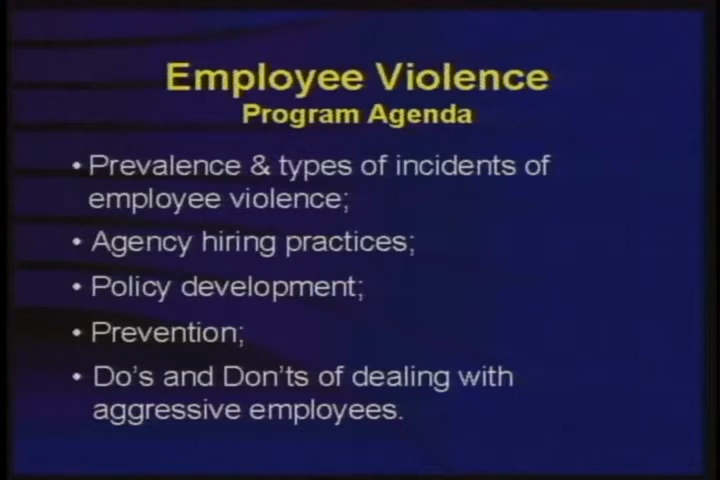 Employee Violence
Program Agenda
• Prevalence & types of incidents of
employee violence;
• Agency hiring practices;
• Policy development;
• Prevention;
• Do's and Don'ts of dealing with
aggressive employees.